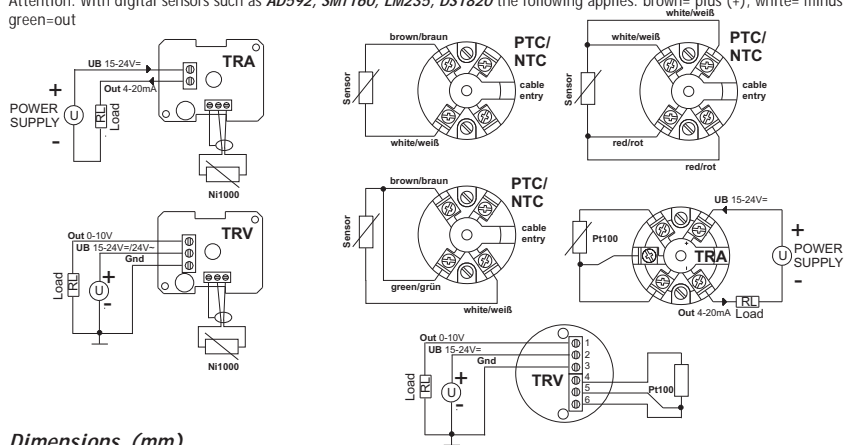 Attention: With digital sensors such as AD592, SMT160, LM235, DS1820 the following applies: brown= plus (+), white= minus
green=out
UB 15-24V=
TRA
Out 4-20mA
+
POWER
SUPPLY
-
U
RL
Load
Ni1000
brown/braun
PTC/
NTC
Sensor
cable
entry
white/weiß
white/weiß
white/weiß
PTC/
NTC
Sensor
cable
entry
red/rot
red/rot
Out 0-10V
UB 15-24V=/24V~
Gnd
TRV
Load
RL
U
+
-
Ni1000
brown/braun
PTC/
NTC
Sensor
cable
entry
green/grün
white/weiß
UB 15-24V=
Pt100
TRA
+
-
U
+
POWER
SUPPLY
-
RL
Out 4-20mA
Load
Out 0-10V
UB 15-24V=
Gnd
1
2
3
4
5
6
TRV
Load
RL
U
+
-
Pt100
Dimensions (mm)